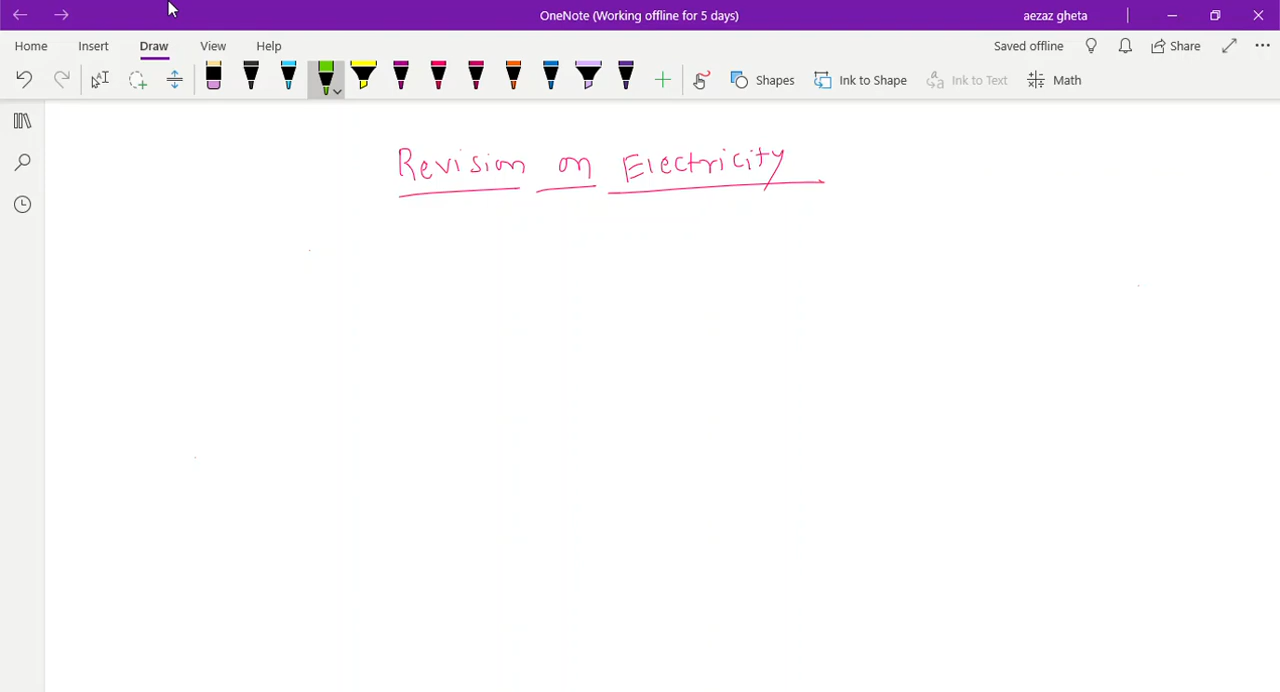 OneNote (Working offline for 5 days)
aezaz gheta
Home Insert Draw View Help
Saved offline Share
Shapes Ink to Shape Ink to Text Math
Revision on Electricity